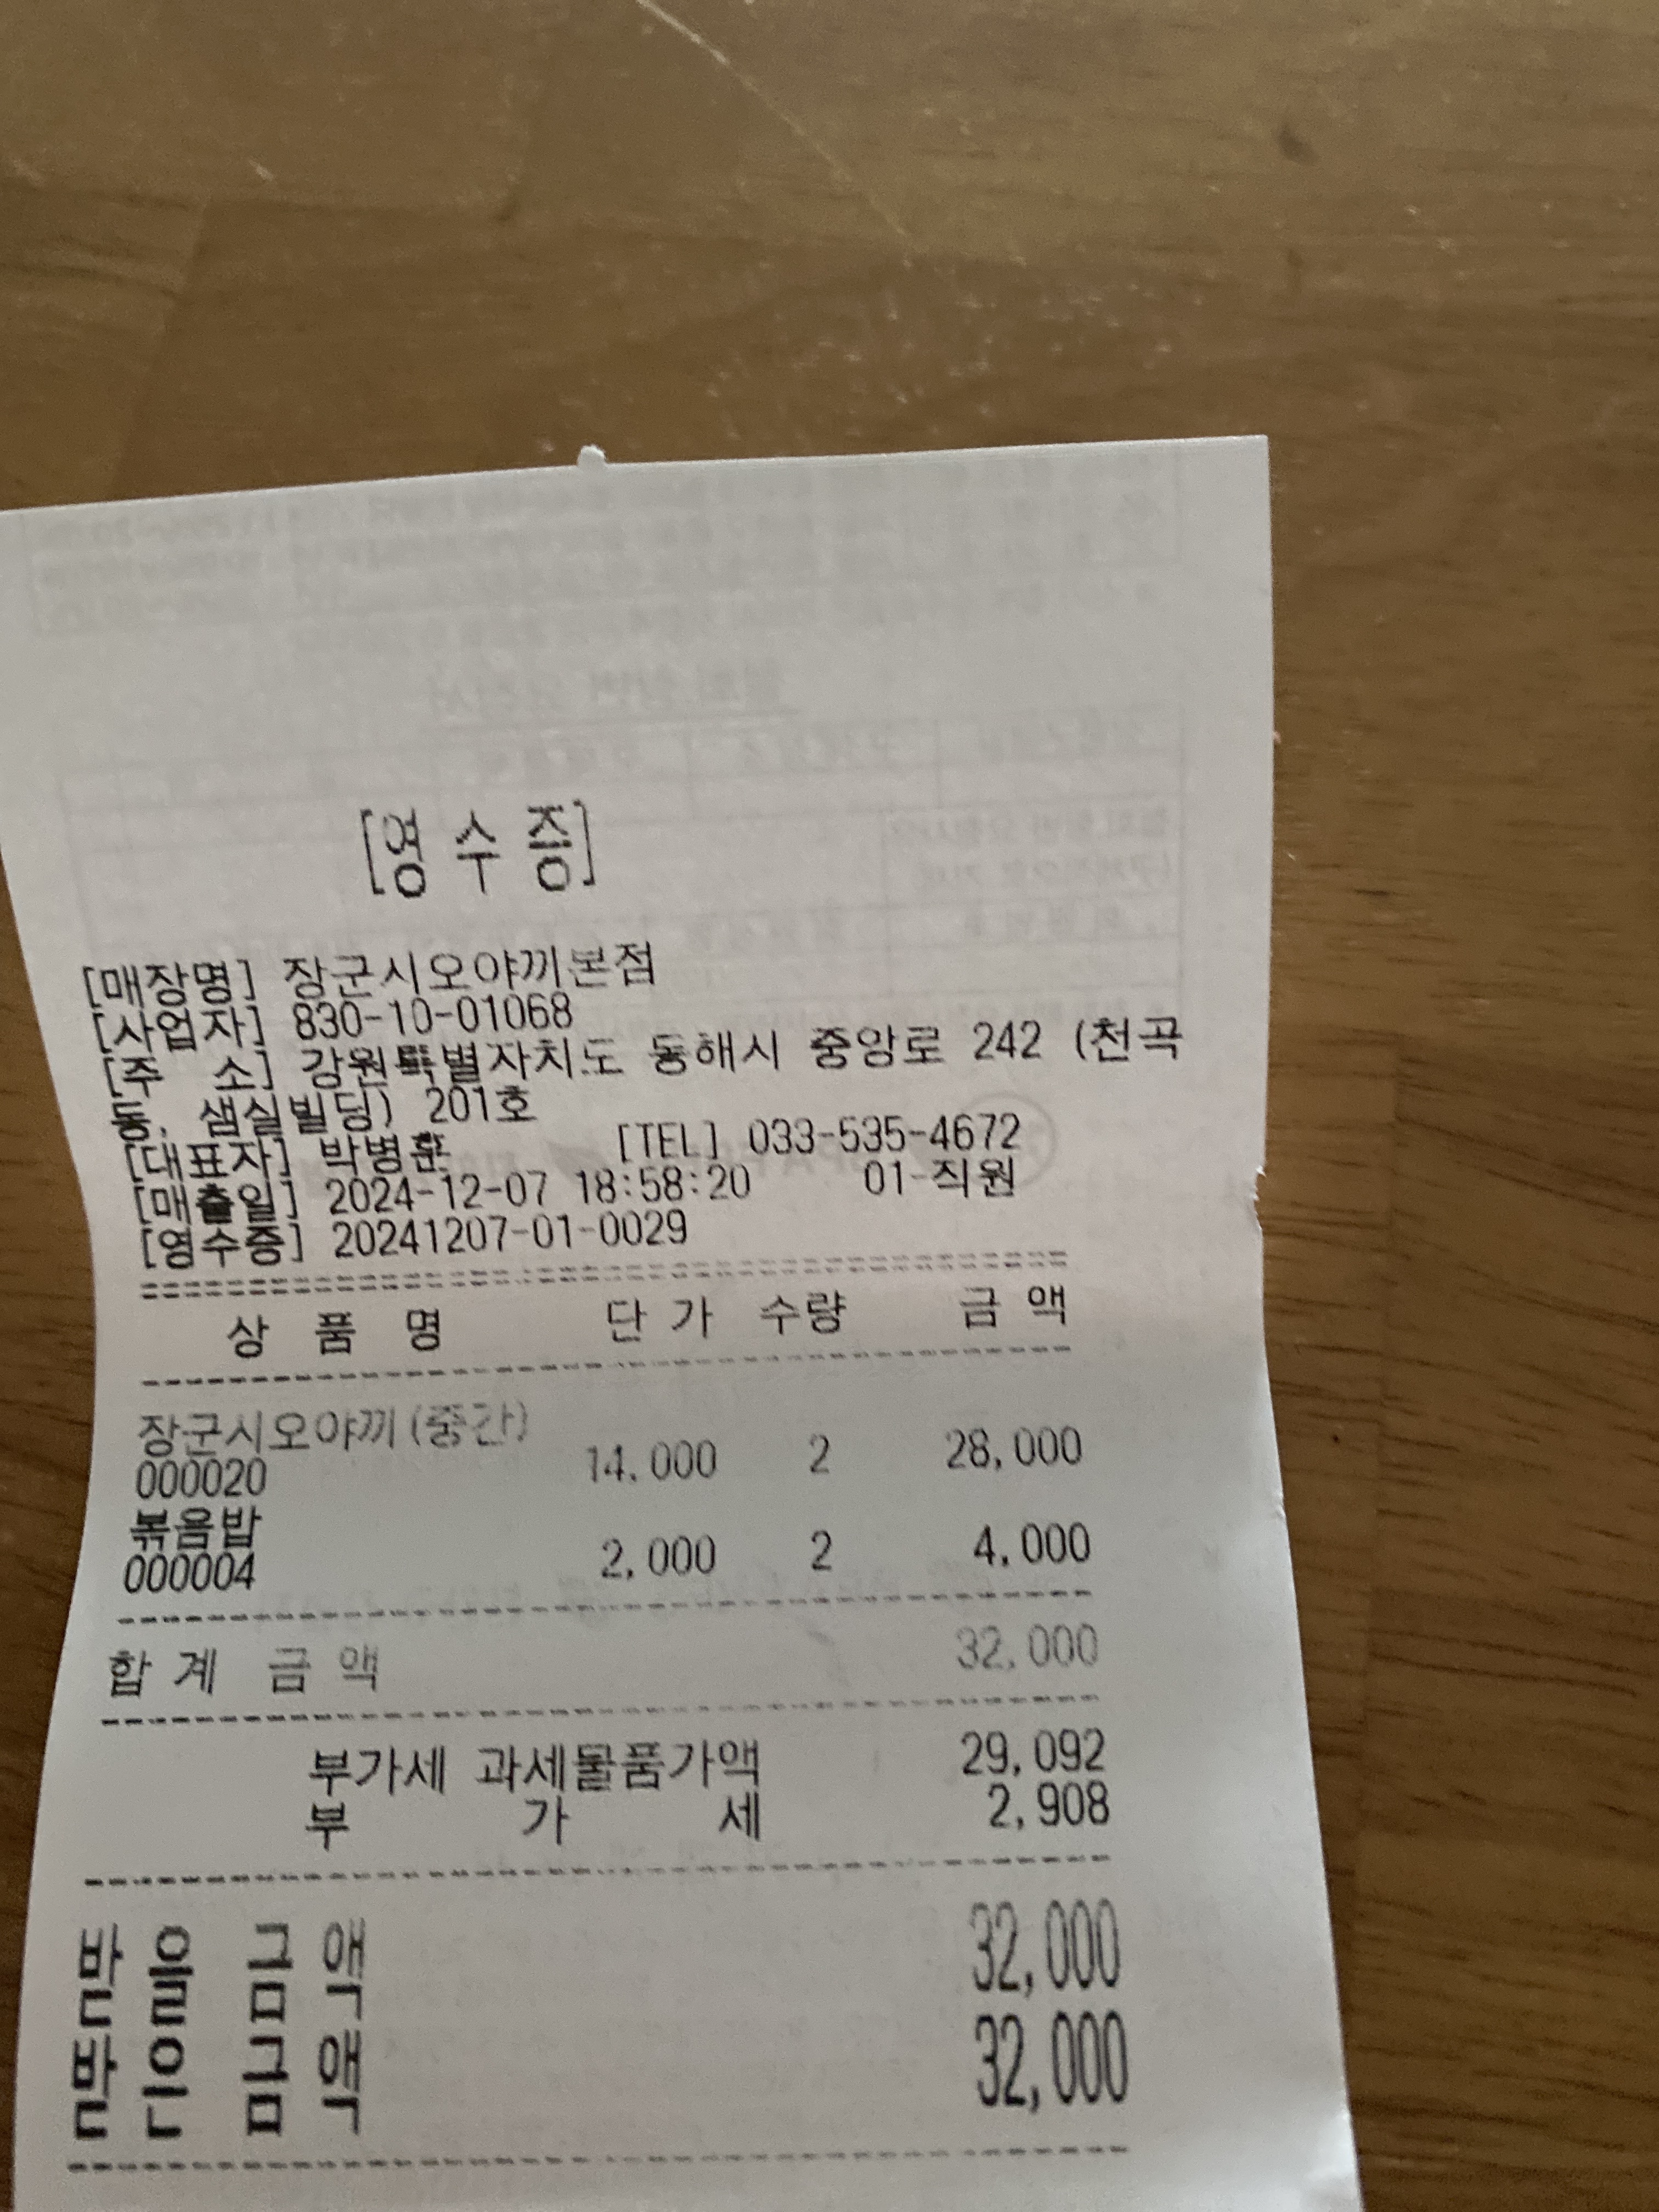 [영 수 증]
[매장명] 장군시오야끼본점
[사업자] 830-10-01068
[주 소] 강원특별자치도 동해시 중앙로 242 (천곡
동, 샘실빌딩) 201호
[대표자] 박병훈 [TEL] 033-535-4672
[매출일] 2024-12-07 18:58:20 01-직원
[영수증] 20241207-01-0029
상 품 명 단 가 수량 금 액
장군시오야끼(중간)
000020 14,000 2 28,000
볶음밥
000004 2,000 2 4,000
합 계 금 액 32,000
부가세 과세물품가액 29,092
부 가 세 2,908
받 을 금 액 32,000
받 은 금 액 32,000